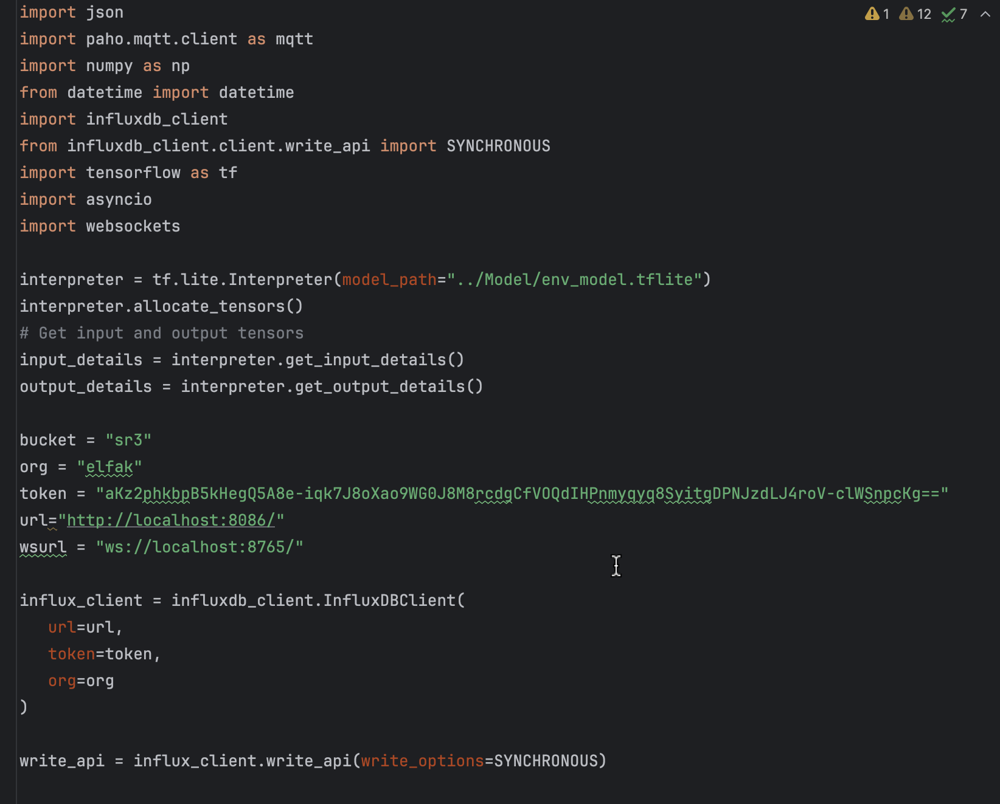 import json
import paho.mqtt.client as mqtt
import numpy as np
from datetime import datetime
import influxdb_client
from influxdb_client.client.write_api import SYNCHRONOUS
import tensorflow as tf
import asyncio
import websockets
interpreter = tf.lite.Interpreter(model_path="../Model/env_model.tflite")
interpreter.allocate_tensors()
# Get input and output tensors
input_details = interpreter.get_input_details()
output_details = interpreter.get_output_details()
bucket = "sr3"
org = "elfak"
token = "aKz2phkbpB5kHegQ5A8e-iqk7J8oXao9WG0J8M8rcdgCfVOQdIHPnmyqyq8SyitgDPNJzdLJ4roV-clWSnpcKg=="
url="http://localhost:8086/"
wsurl = "ws://localhost:8765/"
influx_client = influxdb_client.InfluxDBClient(
   url=url,
   token=token,
   org=org
)
write_api = influx_client.write_api(write_options=SYNCHRONOUS)
1 12 7